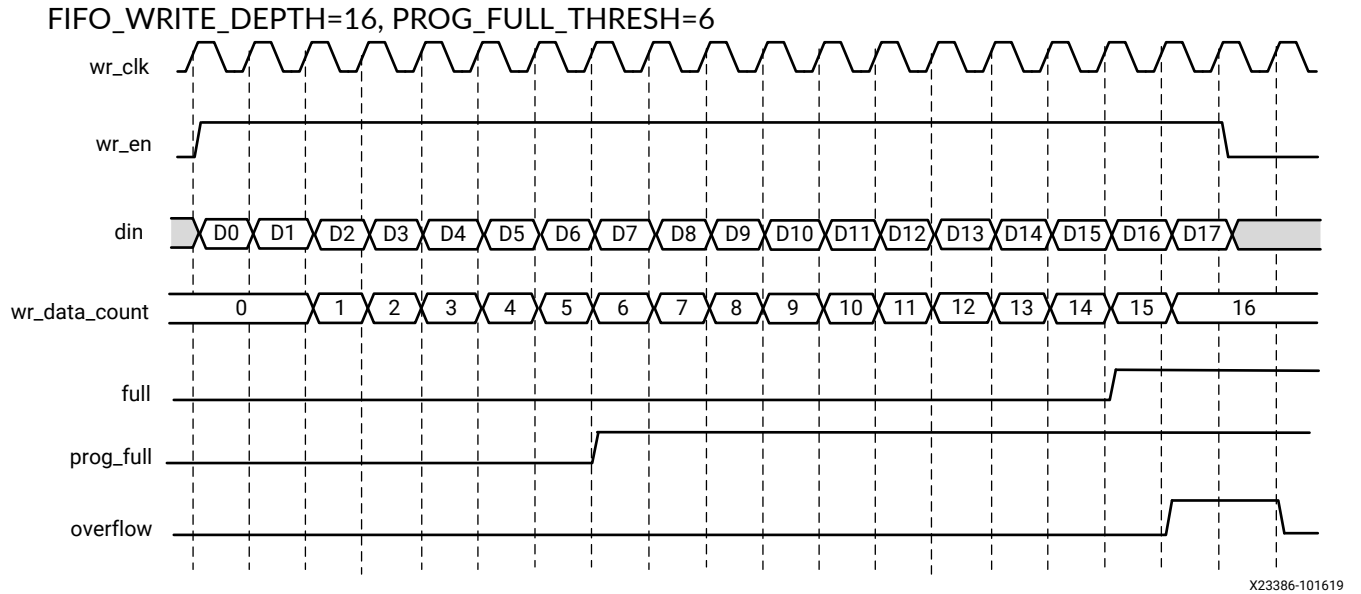 FIFO_WRITE_DEPTH=16, PROG_FULL_THRESH=6
wr_clk
wr_en
din D0 D1 D2 D3 D4 D5 D6 D7 D8 D9 D10 D11 D12 D13 D14 D15 D16 D17
wr_data_count 0 1 2 3 4 5 6 7 8 9 10 11 12 13 14 15 16
full
prog_full
overflow
X23386-101619